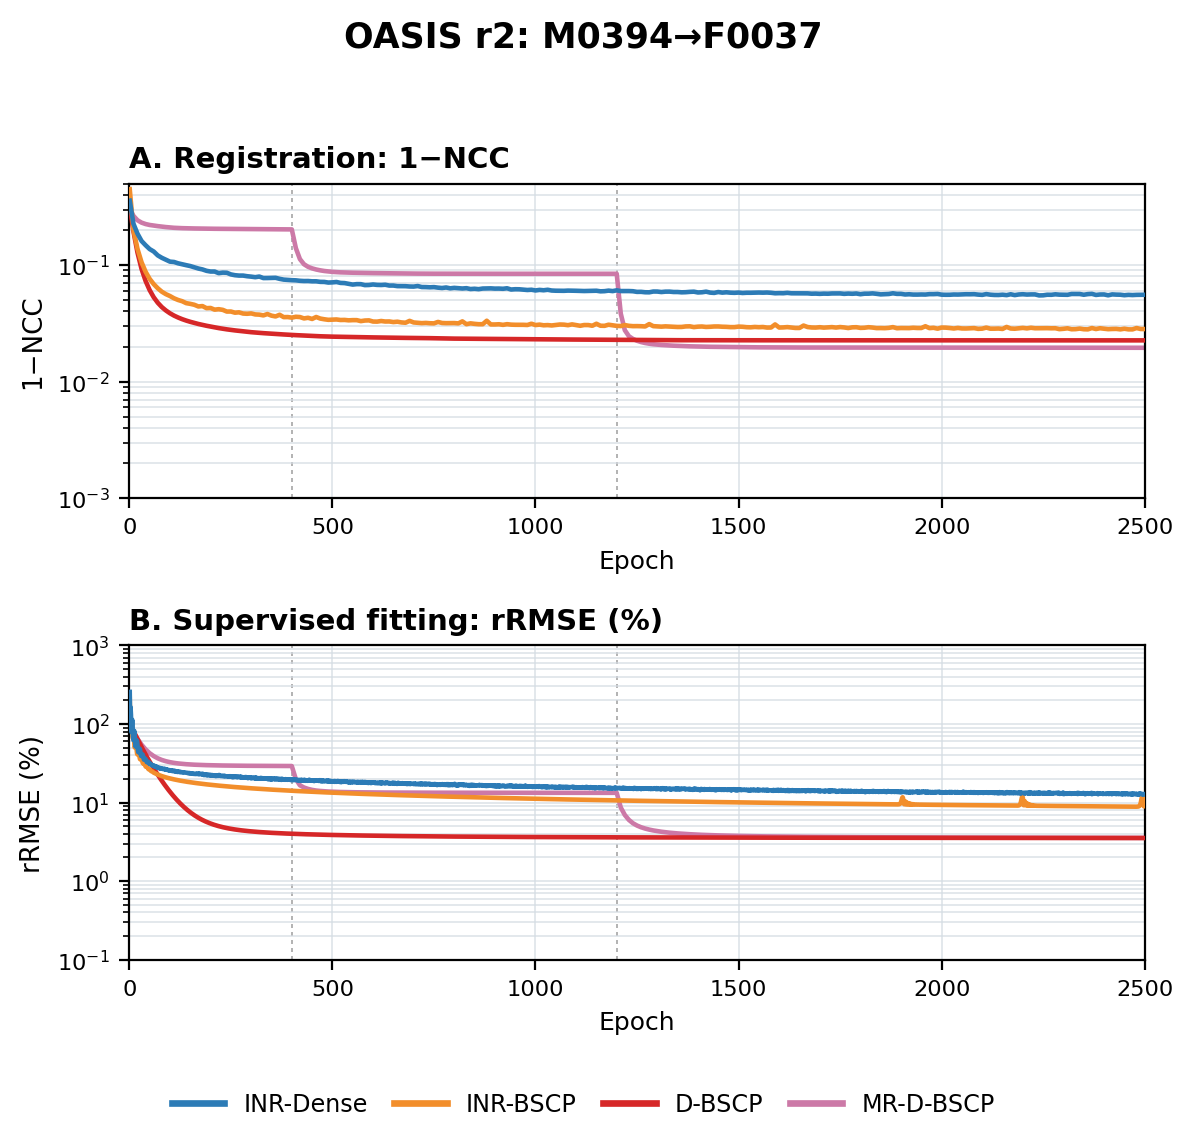 OASIS r2: M0394→F0037
A. Registration: 1−NCC
1−NCC
10⁻¹
10⁻²
10⁻³
0 500 1000 1500 2000 2500
Epoch
B. Supervised fitting: rRMSE (%)
rRMSE (%)
10³
10²
10¹
10⁰
10⁻¹
0 500 1000 1500 2000 2500
Epoch
INR-Dense INR-BSCP D-BSCP MR-D-BSCP